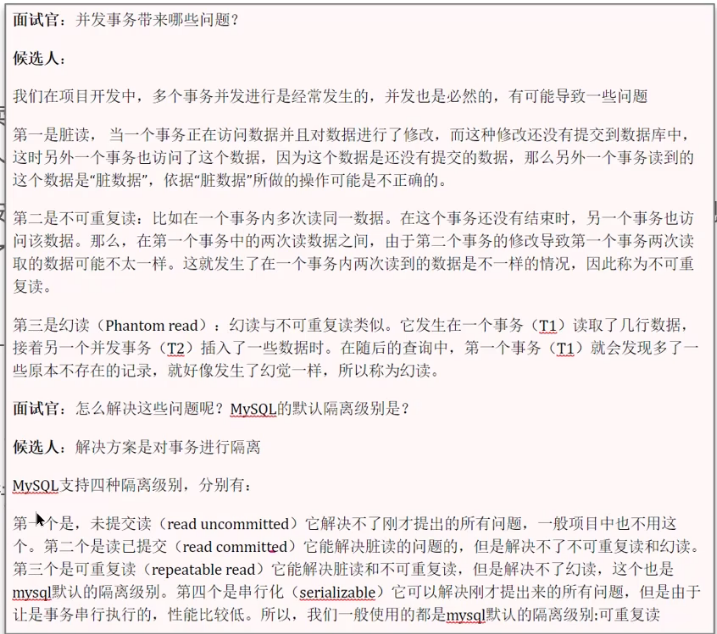 面试官：并发事务带来哪些问题？
候选人：
我们在项目开发中，多个事务并发进行是经常发生的，并发也是必然的，有可能导致一些问题
第一是脏读， 当一个事务正在访问数据并且对数据进行了修改，而这种修改还没有提交到数据库中，
这时另外一个事务也访问了这个数据，因为这个数据是还没有提交的数据，那么另外一个事务读到的
这个数据是“脏数据”，依据“脏数据”所做的操作可能是不正确的。
第二是不可重复读：比如在一个事务内多次读同一数据。在这个事务还没有结束时，另一个事务也访
问该数据。那么，在第一个事务中的两次读数据之间，由于第二个事务的修改导致第一个事务两次读
取的数据可能不太一样。这就发生了在一个事务内两次读到的数据是不一样的情况，因此称为不可重
复读。
第三是幻读（Phantom read）：幻读与不可重复读类似。它发生在一个事务（T1）读取了几行数据，
接着另一个并发事务（T2）插入了一些数据时。在随后的查询中，第一个事务（T1）就会发现多了一
些原本不存在的记录，就好像发生了幻觉一样，所以称为幻读。
面试官：怎么解决这些问题呢？MySQL的默认隔离级别是？
候选人：解决方案是对事务进行隔离
MySQL支持四种隔离级别，分别有：
第一个是，未提交读（read uncommitted）它解决不了刚才提出的所有问题，一般项目中也不用这
个。第二个是读已提交（read committed）它能解决脏读的问题的，但是解决不了不可重复读和幻读。
第三个是可重复读（repeatable read）它能解决脏读和不可重复读，但是解决不了幻读，这个也是
mysql默认的隔离级别。第四个是串行化（serializable）它可以解决刚才提出来的所有问题，但是由于
让是事务串行执行的，性能比较低。所以，我们一般使用的都是mysql默认的隔离级别:可重复读